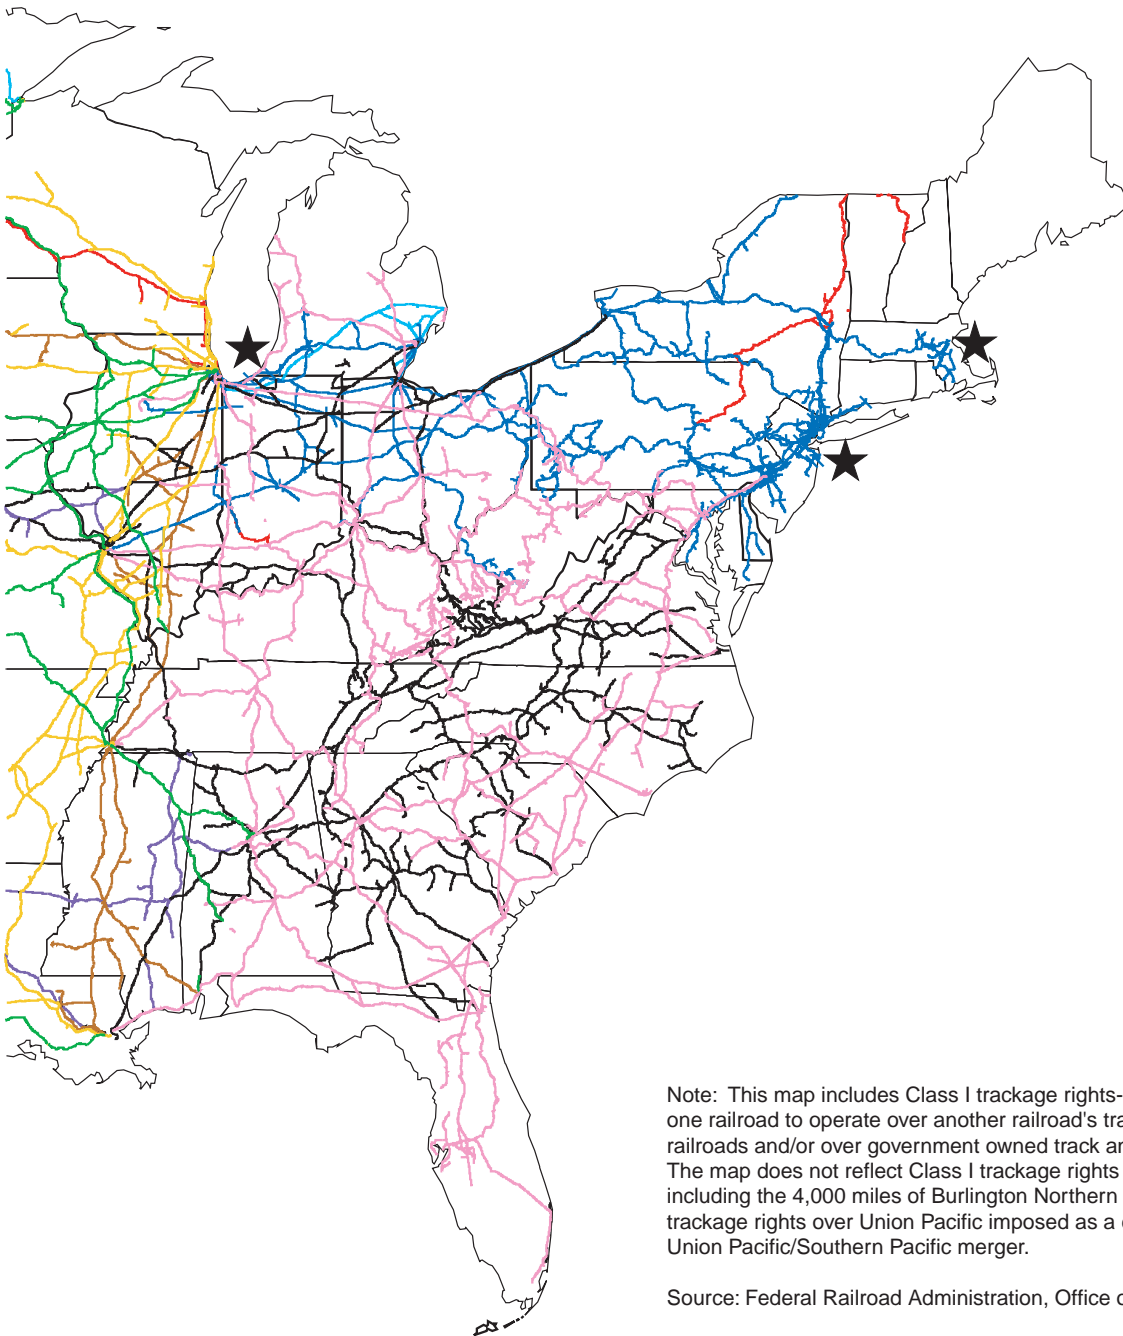 Note:  This map includes Class I trackage rights-
one railroad to operate over another railroad's tra
railroads and/or over government owned track an
The map does not reflect Class I trackage rights
including the 4,000 miles of Burlington Northern
trackage rights over Union Pacific imposed as a c
Union Pacific/Southern Pacific merger.
Source: Federal Railroad Administration, Office o